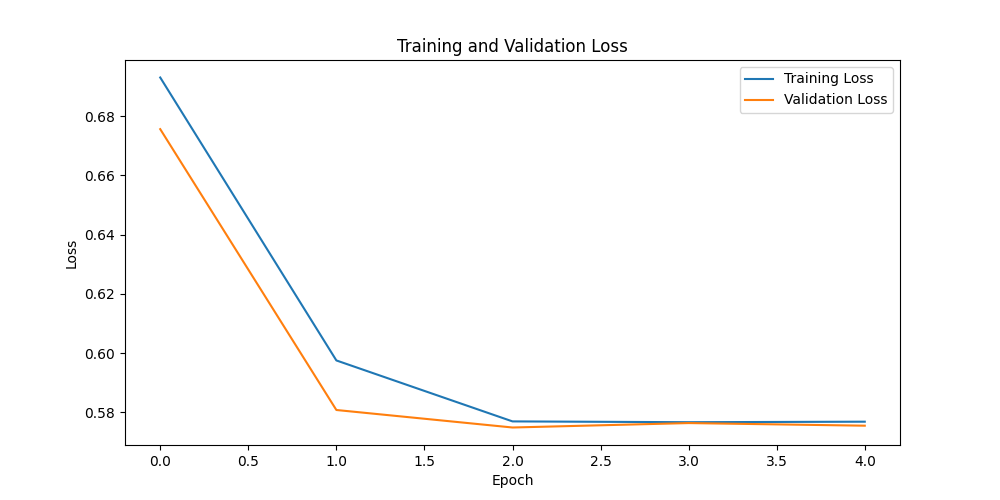 Training and Validation Loss
Training Loss
Validation Loss
0.68
0.66
0.64
0.62
0.60
0.58
Loss
0.0 0.5 1.0 1.5 2.0 2.5 3.0 3.5 4.0
Epoch